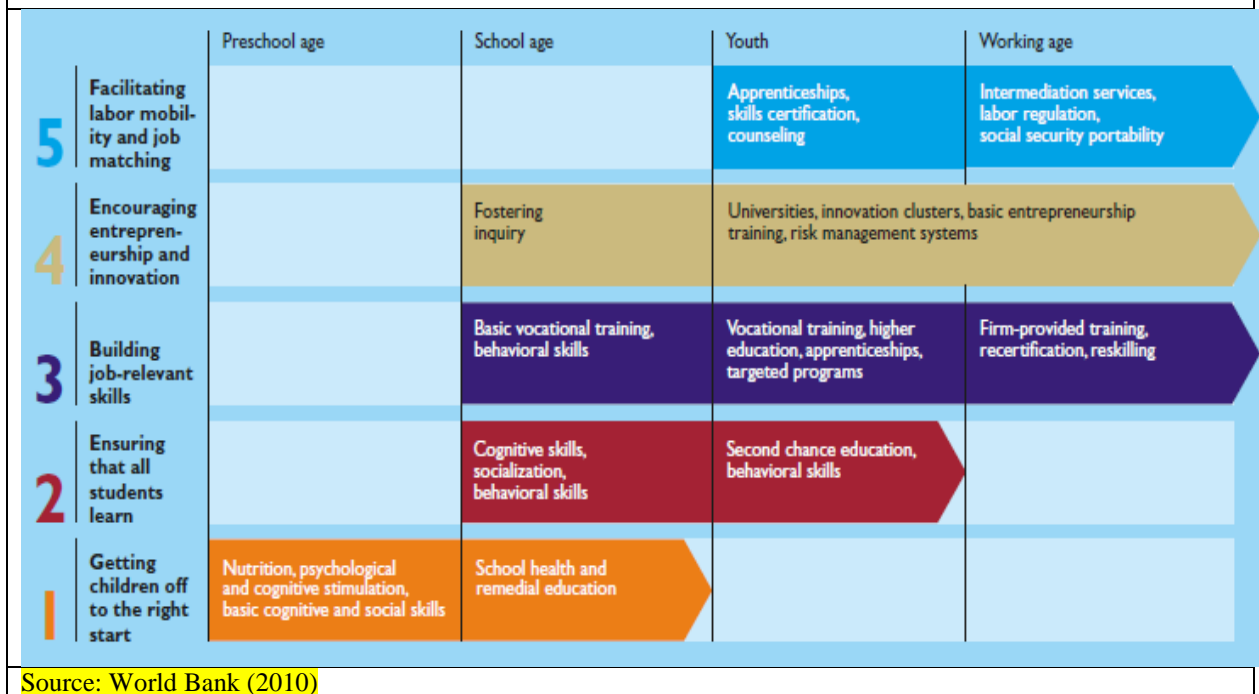 Preschool age
School age
Youth
Working age
5
Facilitating
labor mobil-
ity and job
matching
Apprenticeships,
skills certification,
counseling
Intermediation services,
labor regulation,
social security portability
4
Encouraging
entrepren-
eurship and
innovation
Fostering
inquiry
Universities, innovation clusters, basic entrepreneurship
training, risk management systems
3
Building
job-relevant
skills
Basic vocational training,
behavioral skills
Vocational training, higher
education, apprenticeships,
targeted programs
Firm-provided training,
recertification, reskilling
2
Ensuring
that all
students
learn
Cognitive skills,
socialization,
behavioral skills
Second chance education,
behavioral skills
1
Getting
children off
to the right
start
Nutrition, psychological
and cognitive stimulation,
basic cognitive and social skills
School health and
remedial education
Source: World Bank (2010)